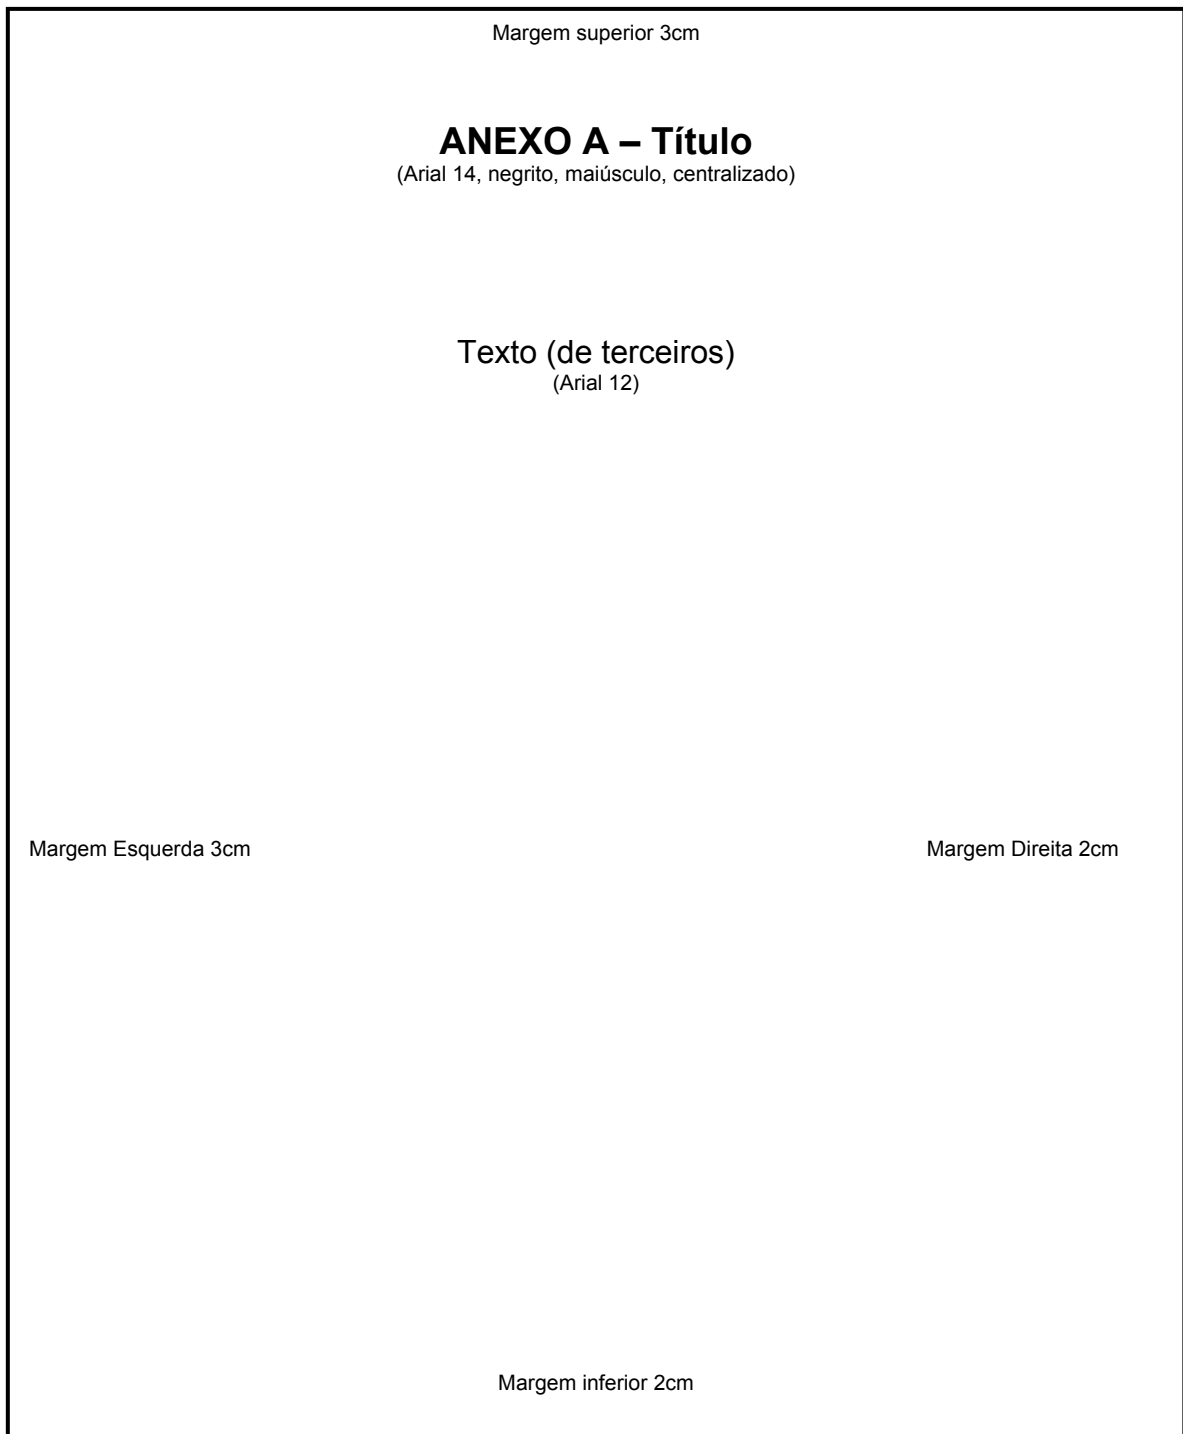 Margem superior 3cm
ANEXO A – Título
(Arial 14, negrito, maiúsculo, centralizado)
Texto (de terceiros)
(Arial 12)
Margem Esquerda 3cm
Margem Direita 2cm
Margem inferior 2cm